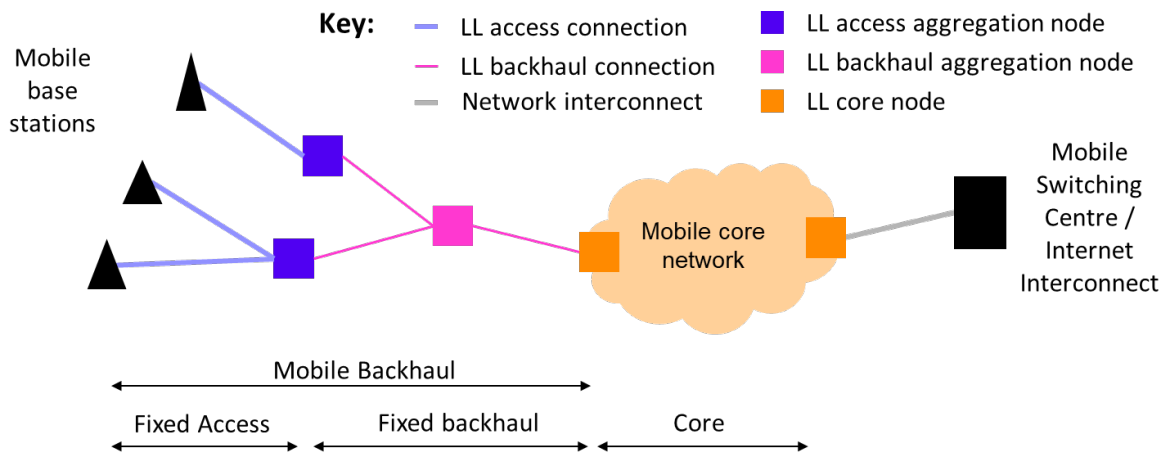 Key:
LL access connection
LL backhaul connection
Network interconnect
LL access aggregation node
LL backhaul aggregation node
LL core node
Mobile
base
stations
Mobile core
network
Mobile
Switching
Centre /
Internet
Interconnect
Mobile Backhaul
Fixed Access
Fixed backhaul
Core